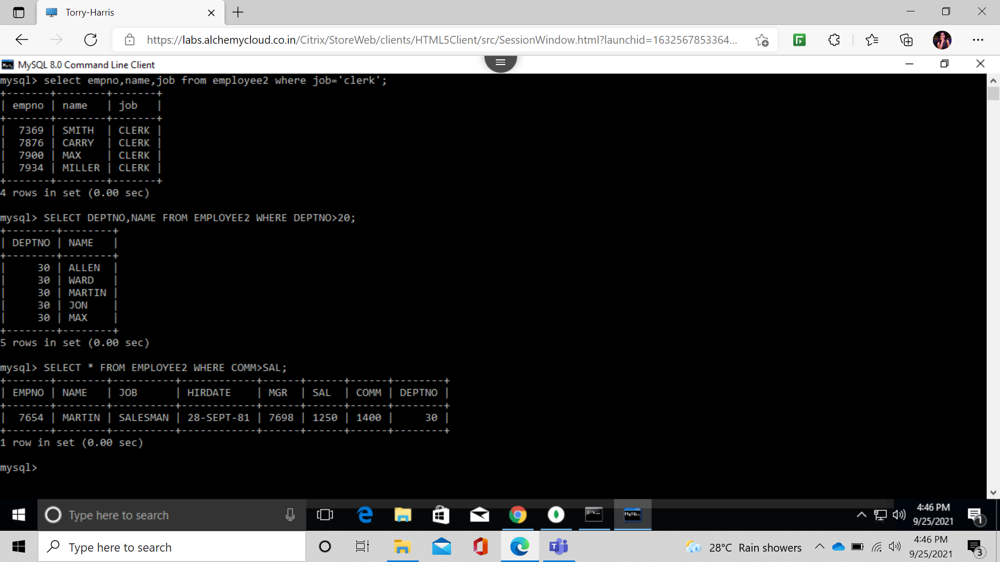 Torry-Harris
https://labs.alchemycloud.co.in/Citrix/StoreWeb/clients/HTML5Client/src/SessionWindow.html?launchid=1632567853364...
MySQL 8.0 Command Line Client
mysql> select empno,name,job from employee2 where job='clerk';
+-------+--------+-------+
| empno | name   | job   |
+-------+--------+-------+
|  7369 | SMITH  | CLERK |
|  7876 | CARRY  | CLERK |
|  7900 | MAX    | CLERK |
|  7934 | MILLER | CLERK |
+-------+--------+-------+
4 rows in set (0.00 sec)
mysql> SELECT DEPTNO,NAME FROM EMPLOYEE2 WHERE DEPTNO>20;
+--------+--------+
| DEPTNO | NAME   |
+--------+--------+
|     30 | ALLEN  |
|     30 | WARD   |
|     30 | MARTIN |
|     30 | JON    |
|     30 | MAX    |
+--------+--------+
5 rows in set (0.00 sec)
mysql> SELECT * FROM EMPLOYEE2 WHERE COMM>SAL;
+-------+--------+----------+------------+------+------+------+--------+
| EMPNO | NAME   | JOB      | HIRDATE    | MGR  | SAL  | COMM | DEPTNO |
+-------+--------+----------+------------+------+------+------+--------+
|  7654 | MARTIN | SALESMAN | 28-SEPT-81 | 7698 | 1250 | 1400 |     30 |
+-------+--------+----------+------------+------+------+------+--------+
1 row in set (0.00 sec)
mysql>
Type here to search
4:46 PM
9/25/2021
1
Type here to search
28°C Rain showers
4:46 PM
9/25/2021
3